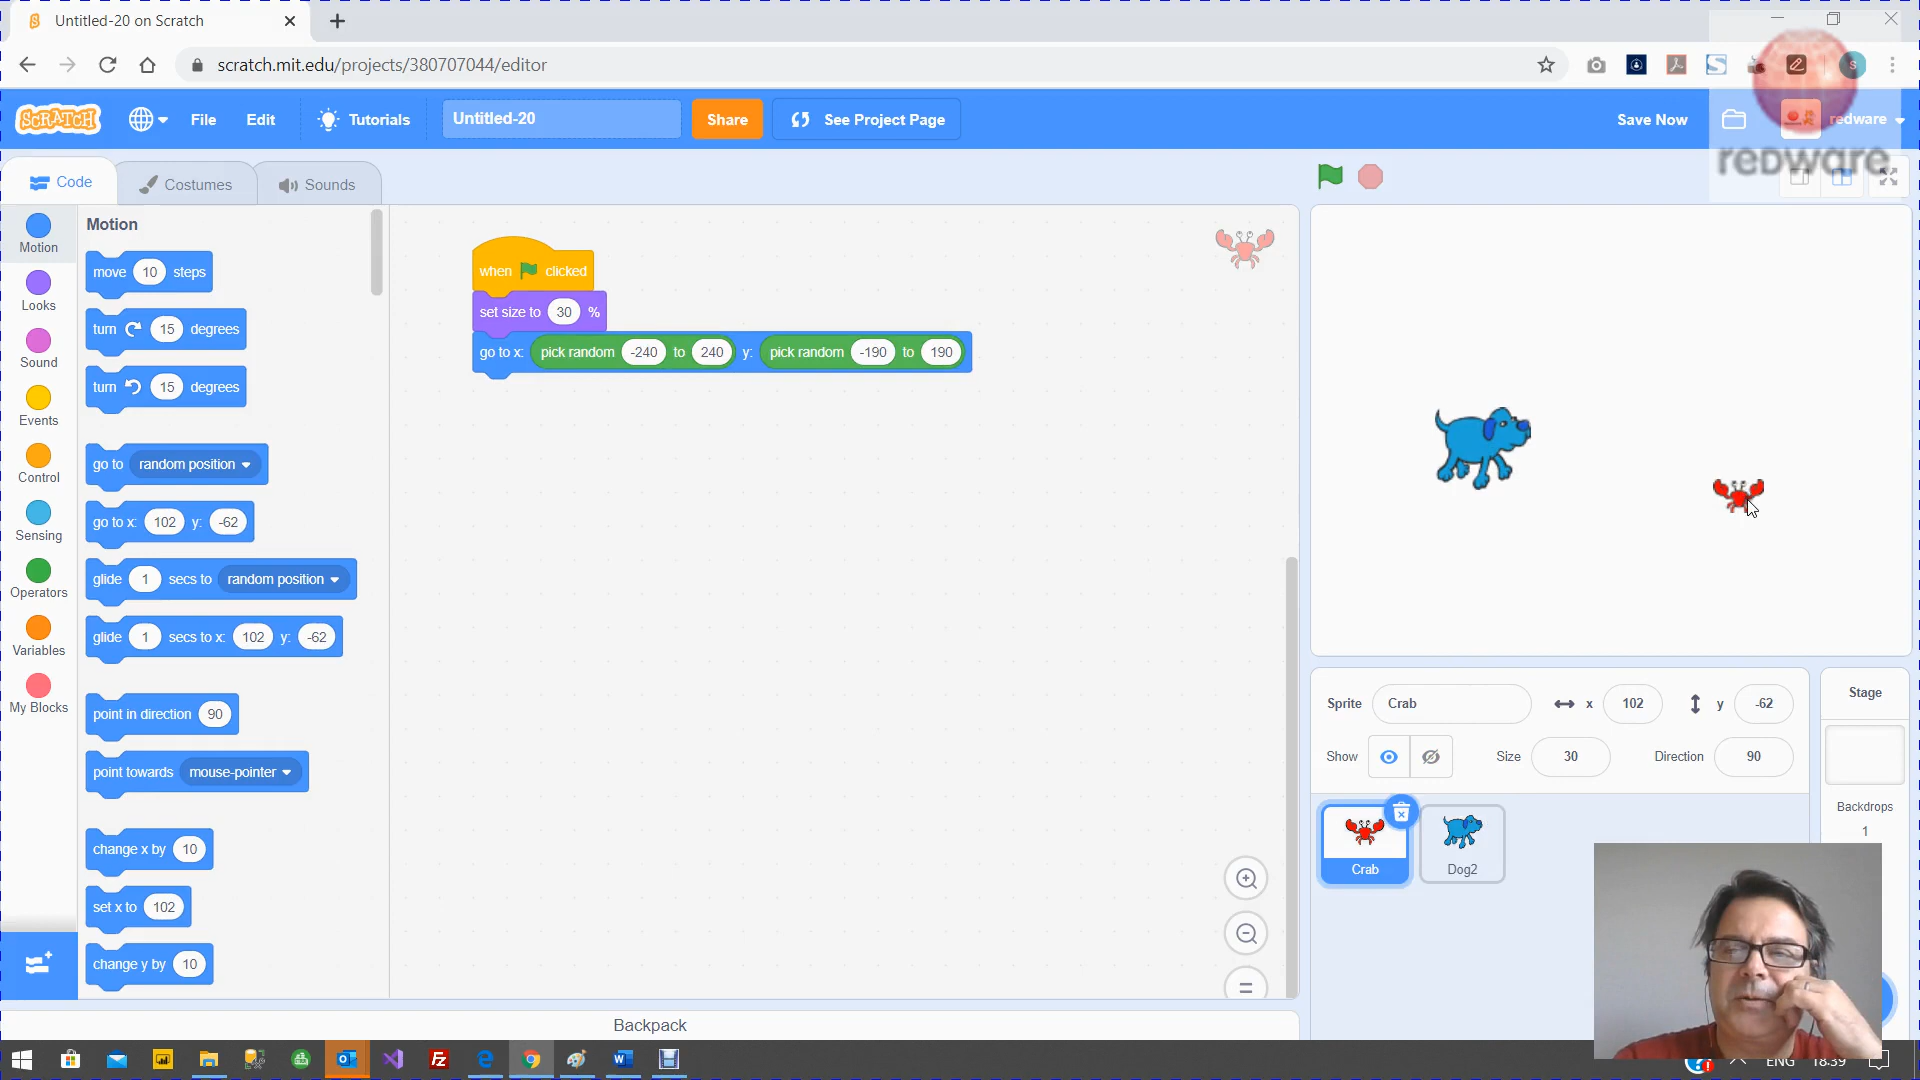 Untitled-20 on Scratch
scratch.mit.edu/projects/380707044/editor
S
SCRATCH
File
Edit
Tutorials
Untitled-20
Share
See Project Page
Save Now
redware
redware
Code
Costumes
Sounds
Motion
Looks
Sound
Events
Control
Sensing
Operators
Variables
My Blocks
Motion
move 10 steps
turn 15 degrees
turn 15 degrees
go to random position
go to x: 102 y: -62
glide 1 secs to random position
glide 1 secs to x: 102 y: -62
point in direction 90
point towards mouse-pointer
change x by 10
set x to 102
change y by 10
when clicked
set size to 30 %
go to x: pick random -240 to 240 y: pick random -190 to 190
Sprite Crab x 102 y -62
Show Size 30 Direction 90
Crab
Dog2
Stage
Backdrops
1
Backpack
ENG 18:39